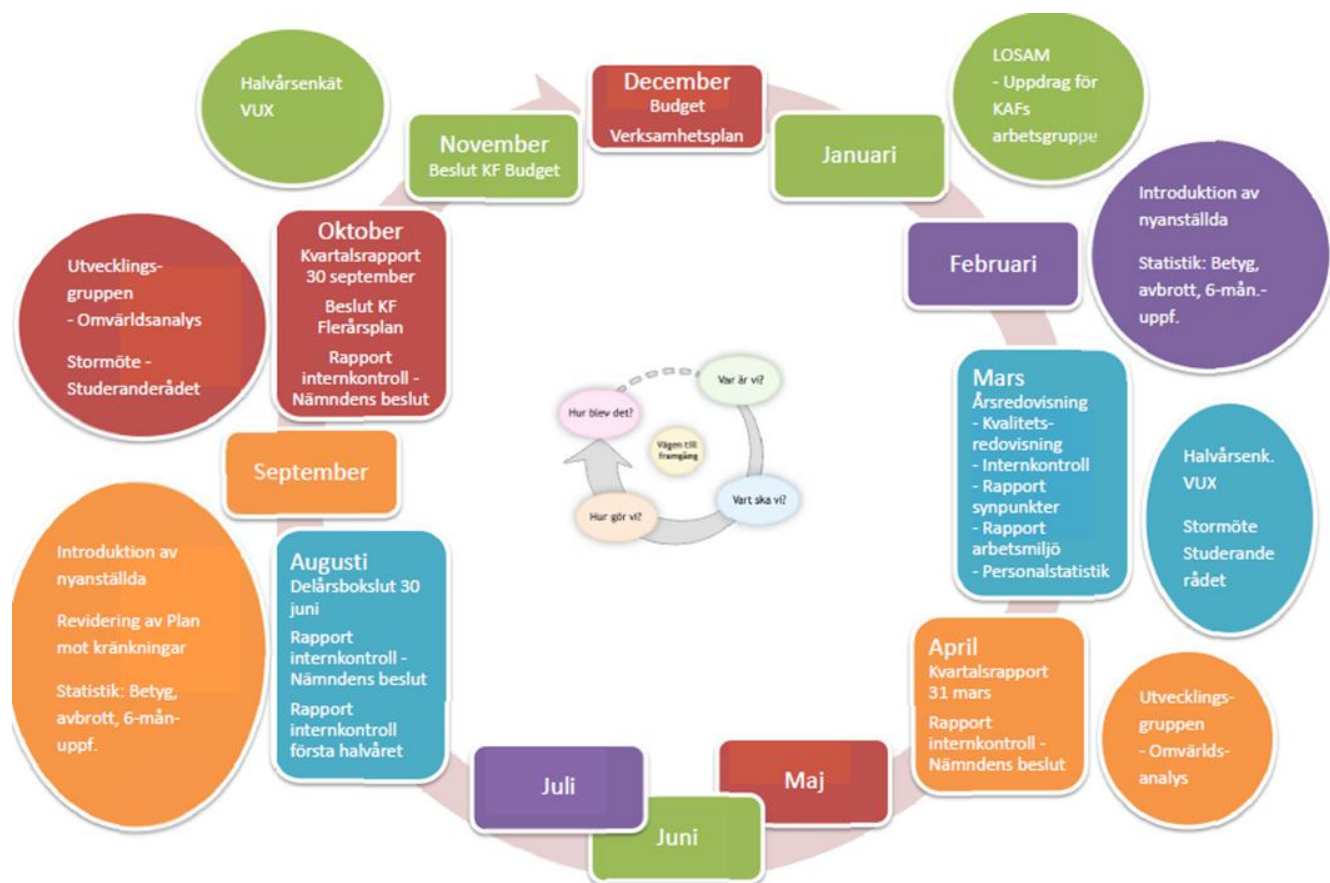 December
Budget
Verksamhetsplan
Januari
LOSAM
- Uppdrag för
KAFs
arbetsgruppe
Februari
Introduktion av
nyanställda
Statistik: Betyg,
avbrott, 6-mån.-
uppf.
Mars
Årsredovisning
- Kvalitets-
redovisning
- Internkontroll
- Rapport
synpunkter
- Rapport
arbetsmiljö
- Personalstatistik
Halvårsenk.
VUX
Stormöte
Studerande
rådet
April
Kvartalsrapport
31 mars
Rapport
internkontroll -
Nämndens beslut
Utvecklings-
gruppen
- Omvärlds-
analys
Maj
Juni
Juli
Augusti
Delårsbokslut 30
juni
Rapport
internkontroll -
Nämndens beslut
Rapport
internkontroll
första halvåret
September
Introduktion av
nyanställda
Revidering av Plan
mot kränkningar
Statistik: Betyg,
avbrott, 6-mån-
uppf.
Oktober
Kvartalsrapport
30 september
Beslut KF
Flerårsplan
Rapport
internkontroll -
Nämndens beslut
Utvecklings-
gruppen
- Omvärldsanalys
Stormöte -
Studeranderådet
November
Beslut KF Budget
Halvårsenkät
VUX
Var är vi?
Vart ska vi?
Hur gör vi?
Hur blev det?
Vägen till
framgång